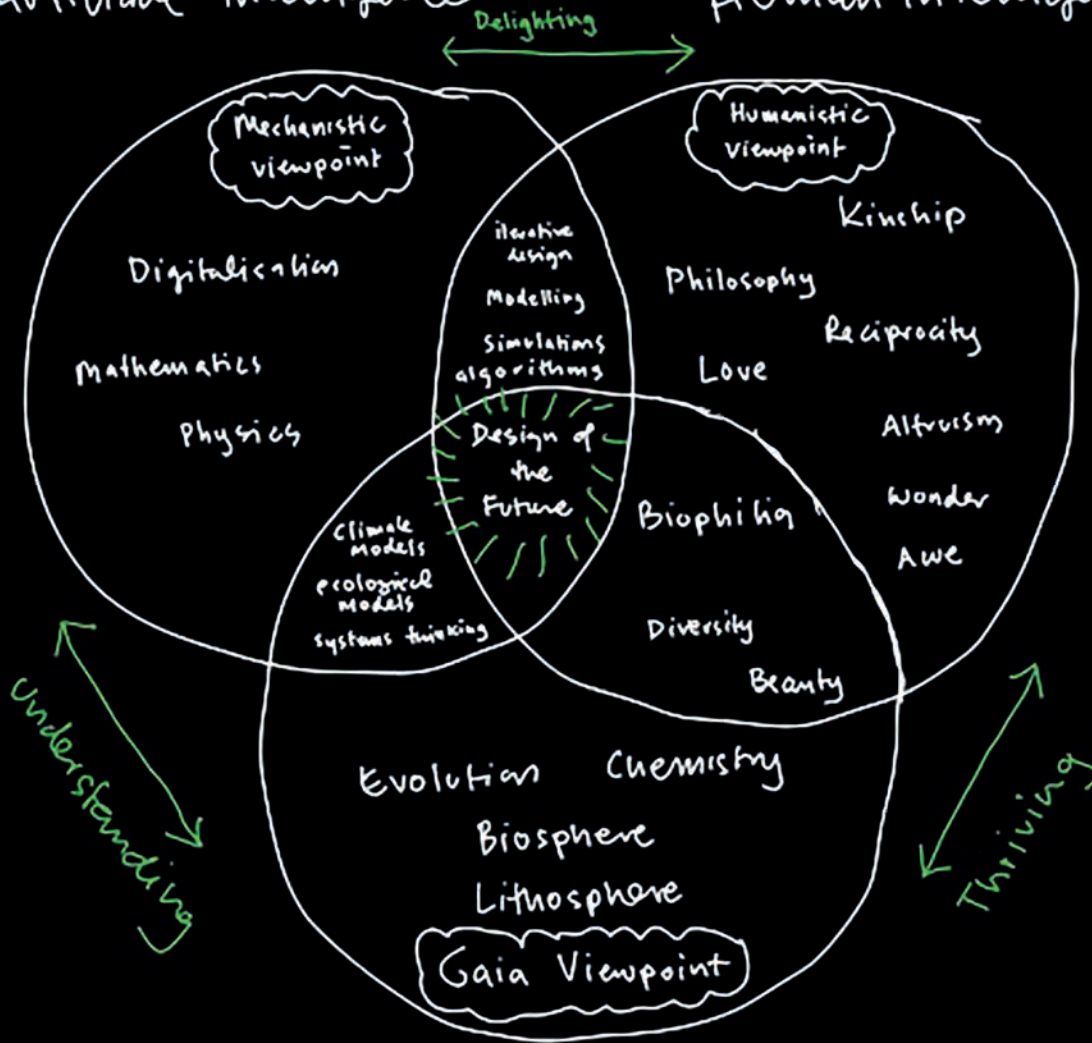 Delighting
Mechanistic
viewpoint
Humanistic
viewpoint
Kinship
iterative
design
Digitalisation
Philosophy
Modelling
Reciprocity
Simulations
algorithms
Mathematics
Love
Physics
Altruism
Design of
the
Future
Wonder
Biophilia
Awe
Climate
models
ecological
models
systems thinking
Diversity
Beauty
Understanding
Thriving
Evolution
Chemistry
Biosphere
Lithosphere
Gaia Viewpoint